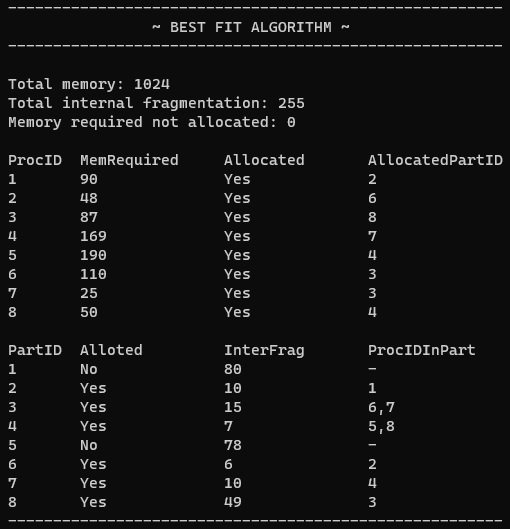 ~ BEST FIT ALGORITHM ~
Total memory: 1024
Total internal fragmentation: 255
Memory required not allocated: 0
ProcID MemRequired Allocated AllocatedPartID
1 90 Yes 2
2 48 Yes 6
3 87 Yes 8
4 169 Yes 7
5 190 Yes 4
6 110 Yes 3
7 25 Yes 3
8 50 Yes 4
PartID Alloted InterFrag ProcIDInPart
1 No 80 -
2 Yes 10 1
3 Yes 15 6,7
4 Yes 7 5,8
5 No 78 -
6 Yes 6 2
7 Yes 10 4
8 Yes 49 3